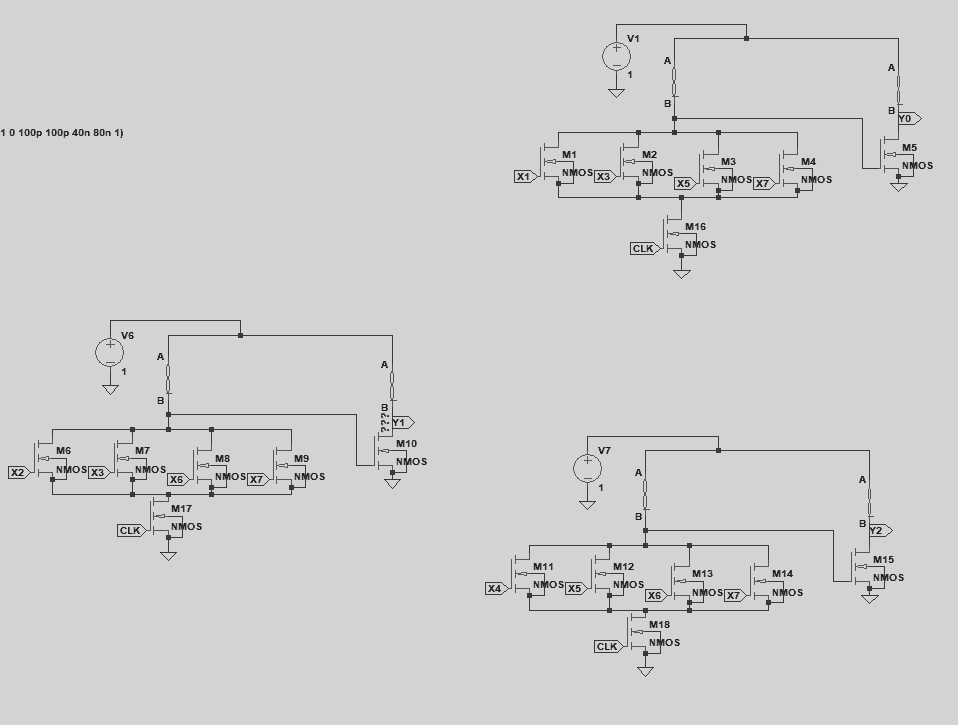 V1
1
A
B
A
B
Y0
1 0 100p 100p 40n 80n 1)
M1
NMOS
X1
M2
NMOS
X3
M3
NMOS
X5
M4
NMOS
X7
M5
NMOS
M16
NMOS
CLK
V6
1
A
B
A
B
???
Y1
M6
NMOS
X2
M7
NMOS
X3
M8
NMOS
X6
M9
NMOS
X7
M10
NMOS
M17
NMOS
CLK
V7
1
A
B
A
B
Y2
M11
NMOS
X4
M12
NMOS
X5
M13
NMOS
X6
M14
NMOS
X7
M15
NMOS
M18
NMOS
CLK